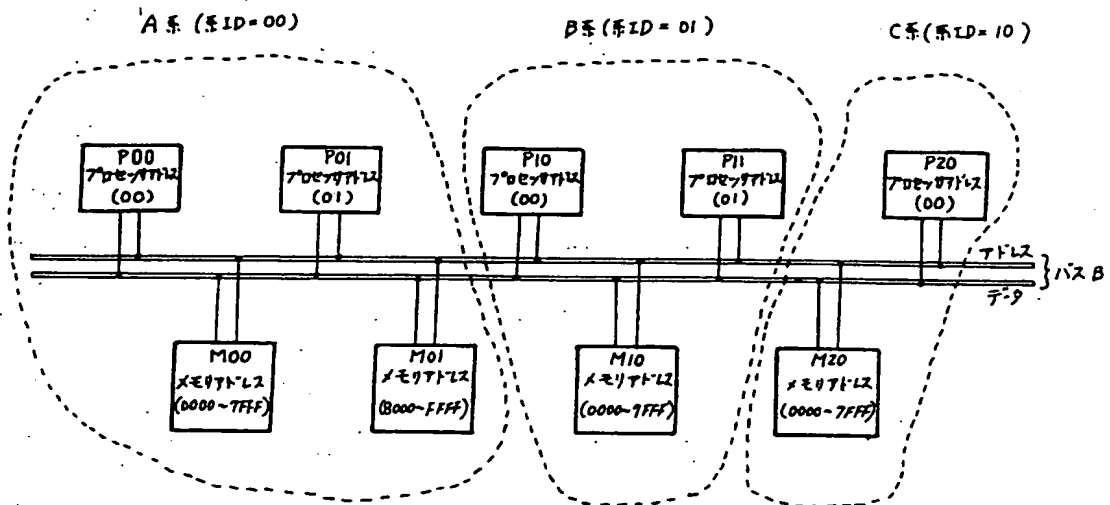 A系 (系ID=00)
B系 (系ID=01)
C系 (系ID=10)
P00
プロセッサアドレス
(00)
P01
プロセッサアドレス
(01)
P10
プロセッサアドレス
(00)
P11
プロセッサアドレス
(01)
P20
プロセッサアドレス
(00)
アドレス
バスB
データ
M00
メモリアドレス
(0000~7FFF)
M01
メモリアドレス
(8000~FFFF)
M10
メモリアドレス
(0000~7FFF)
M20
メモリアドレス
(0000~7FFF)